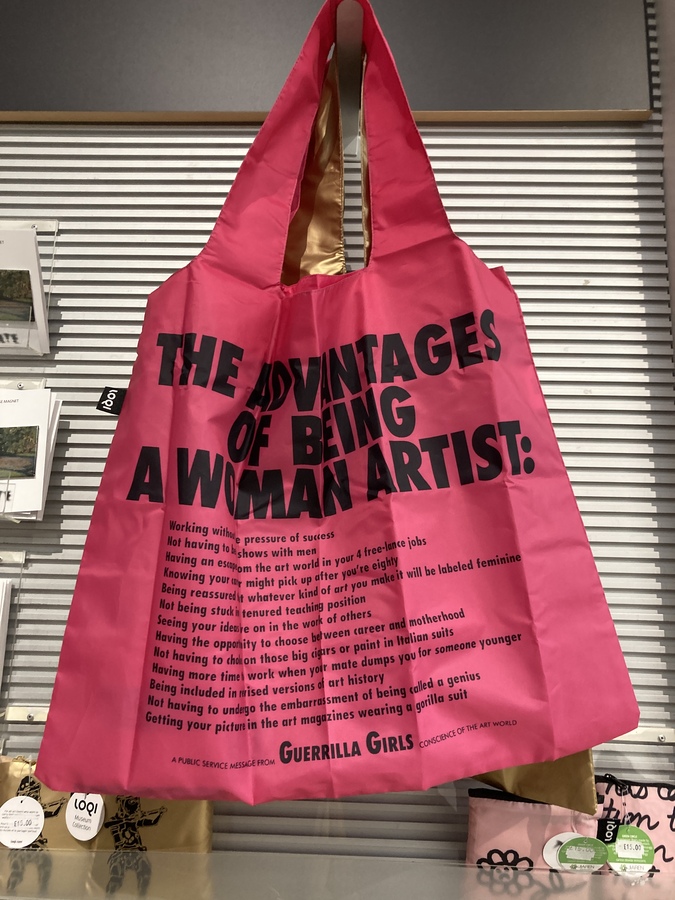 THE ADVANTAGES
OF BEING
A WOMAN ARTIST:
Working without the pressure of success
Not having to be shows with men
Having an escape from the art world in your 4 free-lance jobs
Knowing your career might pick up after you're eighty
Being reassured that whatever kind of art you make it will be labeled feminine
Not being stuck in tenured teaching position
Seeing your ideas live on in the work of others
Having the opportunity to choose between career and motherhood
Not having to choke on those big cigars or paint in Italian suits
Having more time work when your mate dumps you for someone younger
Being included in revised versions of art history
Not having to undergo the embarrassment of being called a genius
Getting your picture in the art magazines wearing a gorilla suit
A PUBLIC SERVICE MESSAGE FROM GUERRILLA GIRLS CONSCIENCE OF THE ART WORLD
LOQI
MAGNET
LOQI
Museum
Collection
£15.00
LOQI
£15.00